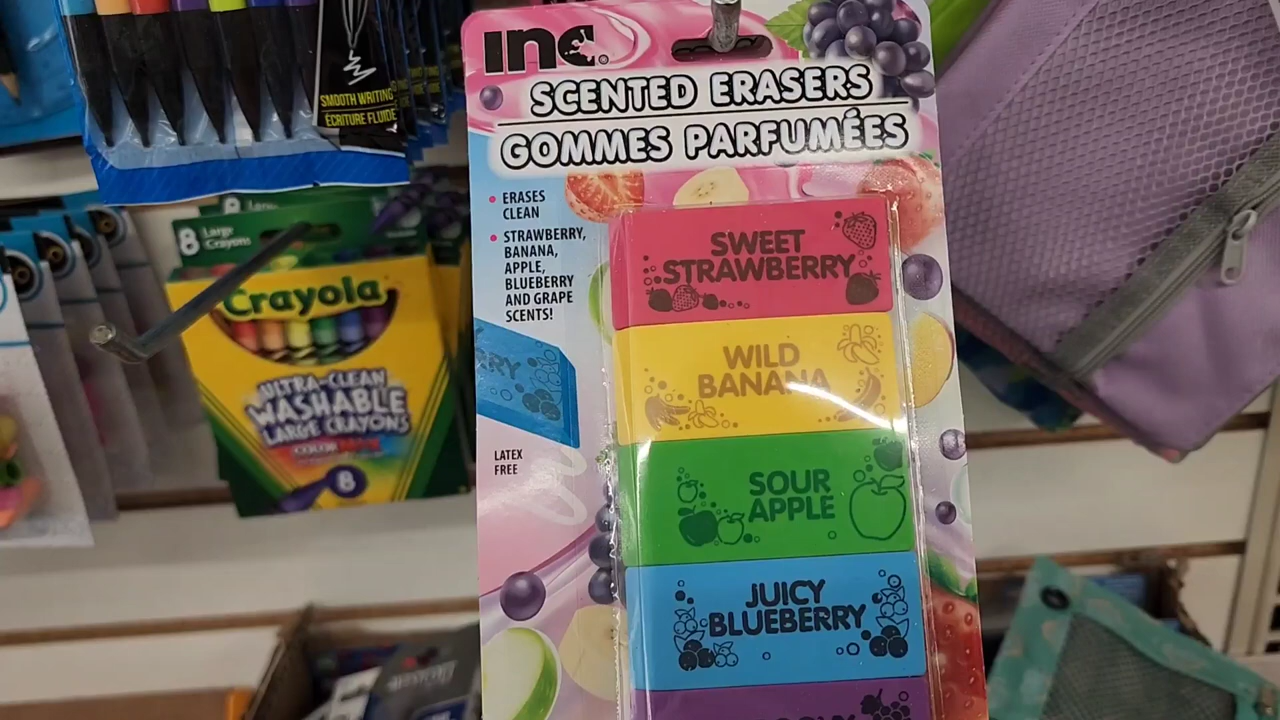 inc.
SCENTED ERASERS
GOMMES PARFUMÉES
• ERASES
CLEAN
• STRAWBERRY,
BANANA,
APPLE,
BLUEBERRY
AND GRAPE
SCENTS!
LATEX
FREE
SWEET
STRAWBERRY
WILD
BANANA
SOUR
APPLE
JUICY
BLUEBERRY
SMOOTH WRITING
ÉCRITURE FLUIDE
8 Large
Crayons
Crayola
ULTRA-CLEAN
WASHABLE
LARGE CRAYONS
8